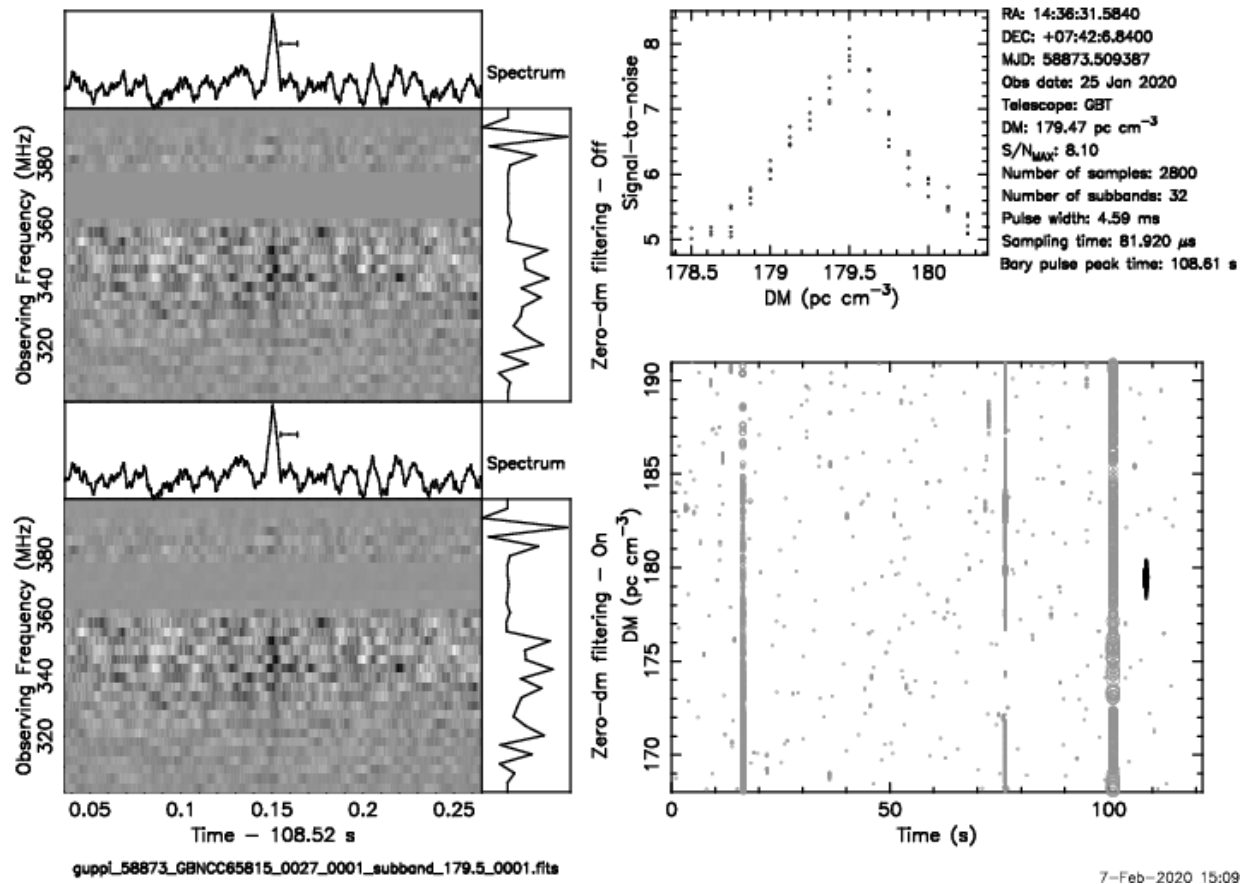 Spectrum
Observing Frequency (MHz)
320 340 360 380
Zero-dm filtering - Off
Spectrum
Observing Frequency (MHz)
320 340 360 380
Zero-dm filtering - On
0.05 0.1 0.15 0.2 0.25
Time - 108.52 s
guppi_58873_GBNCC65815_0027_0001_subband_179.5_0001.fits
Signal-to-noise
5 6 7 8
178.5 179 179.5 180
DM (pc cm⁻³)
RA: 14:36:31.5840
DEC: +07:42:6.8400
MJD: 58873.509387
Obs date: 25 Jan 2020
Telescope: GBT
DM: 179.47 pc cm⁻³
S/N_MAX: 8.10
Number of samples: 2800
Number of subbands: 32
Pulse width: 4.59 ms
Sampling time: 81.920 μs
Bary pulse peak time: 108.61 s
DM (pc cm⁻³)
170 175 180 185 190
0 50 100
Time (s)
7-Feb-2020 15:09